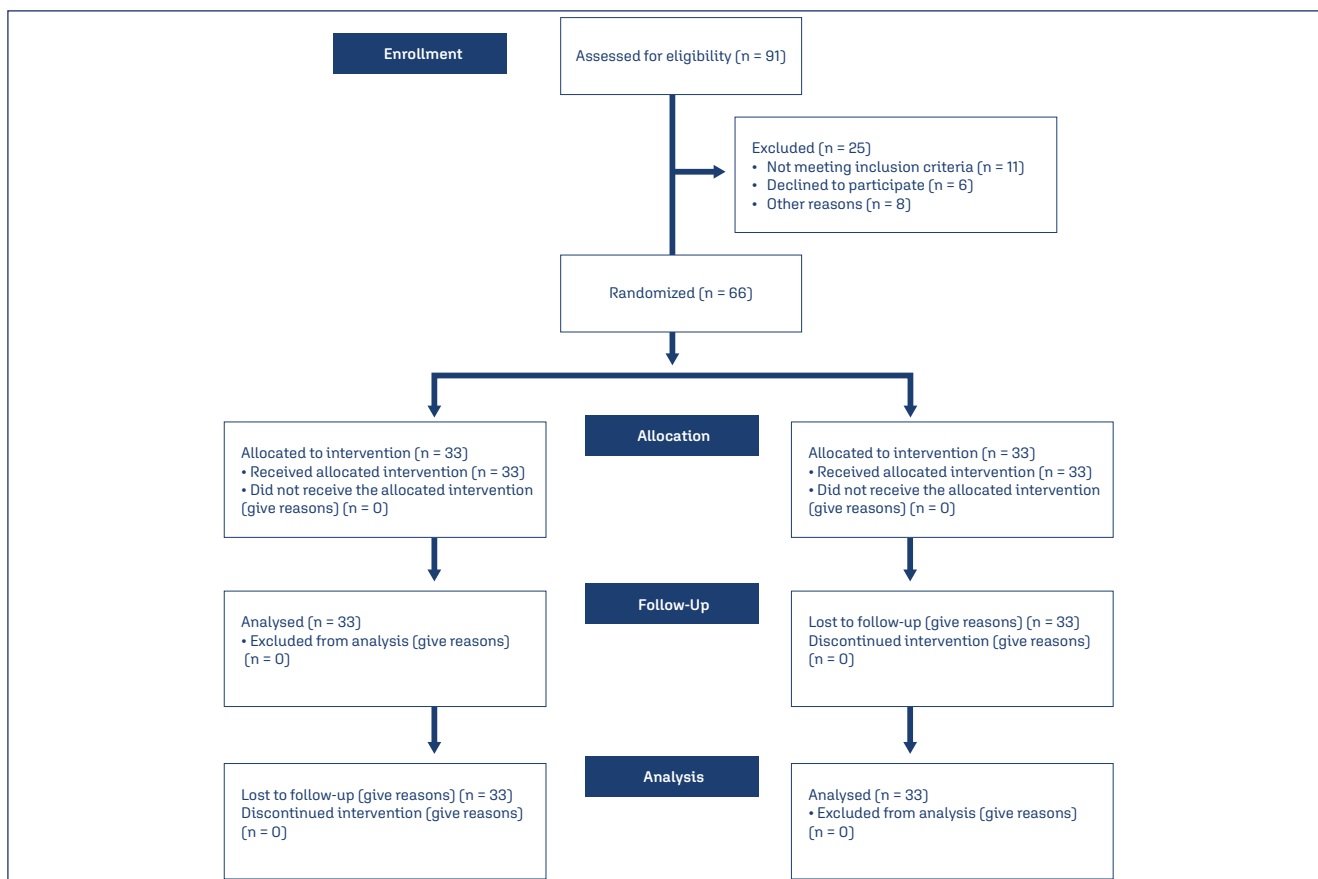 Enrollment
Assessed for eligibility (n = 91)
Excluded (n = 25)
• Not meeting inclusion criteria (n = 11)
• Declined to participate (n = 6)
• Other reasons (n = 8)
Randomized (n = 66)
Allocation
Allocated to intervention (n = 33)
• Received allocated intervention (n = 33)
• Did not receive the allocated intervention
(give reasons) (n = 0)
Allocated to intervention (n = 33)
• Received allocated intervention (n = 33)
• Did not receive the allocated intervention
(give reasons) (n = 0)
Follow-Up
Analysed (n = 33)
• Excluded from analysis (give reasons)
(n = 0)
Lost to follow-up (give reasons) (n = 33)
Discontinued intervention (give reasons)
(n = 0)
Analysis
Lost to follow-up (give reasons) (n = 33)
Discontinued intervention (give reasons)
(n = 0)
Analysed (n = 33)
• Excluded from analysis (give reasons)
(n = 0)